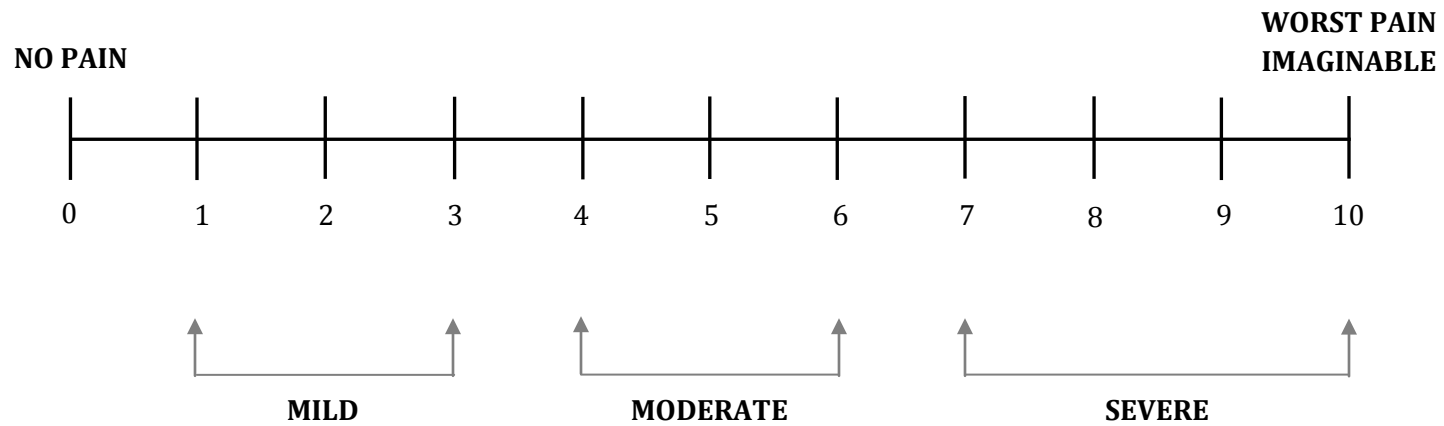 NO PAIN
WORST PAIN
IMAGINABLE
0 1 2 3 4 5 6 7 8 9 10
MILD MODERATE SEVERE